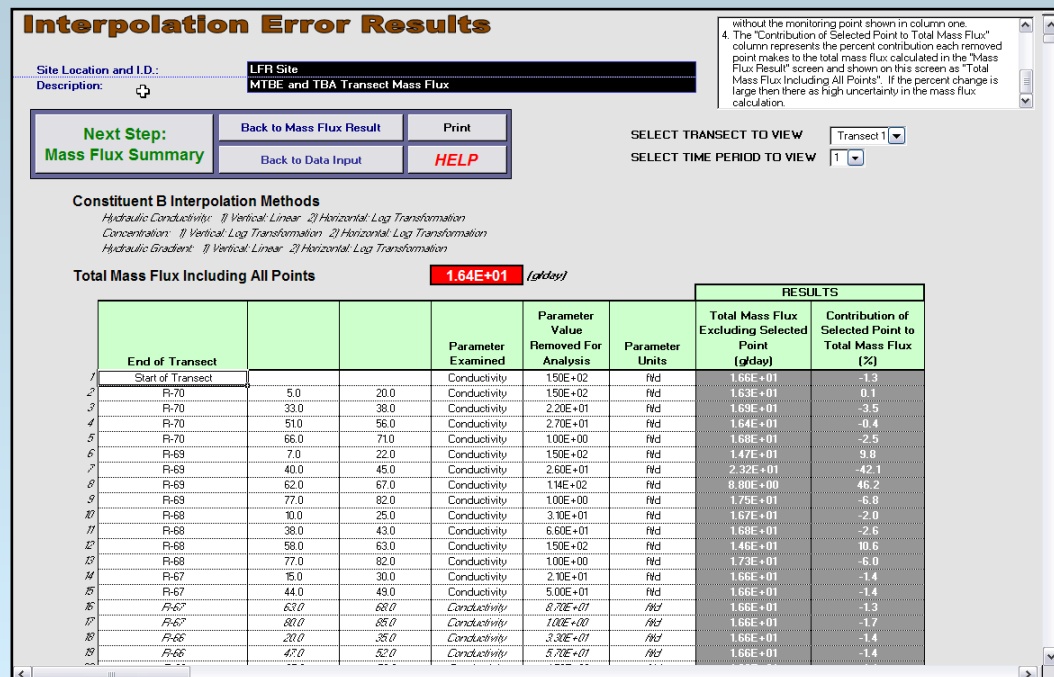 Interpolation Error Results
without the monitoring point shown in column one.
4. The "Contribution of Selected Point to Total Mass Flux"
column represents the percent contribution each removed
point makes to the total mass flux calculated in the "Mass
Flux Result" screen and shown on this screen as "Total
Mass Flux Including All Points". If the percent change is
large then there as high uncertainty in the mass flux
calculation.
Site Location and I.D.: LFR Site
Description: MTBE and TBA Transect Mass Flux
Next Step:
Mass Flux Summary
Back to Mass Flux Result
Print
Back to Data Input
HELP
SELECT TRANSECT TO VIEW Transect 1
SELECT TIME PERIOD TO VIEW 1
Constituent B Interpolation Methods
Hydraulic Conductivity: 1) Vertical: Linear 2) Horizontal: Log Transformation
Concentration: 1) Vertical: Log Transformation 2) Horizontal: Log Transformation
Hydraulic Gradient: 1) Vertical: Linear 2) Horizontal: Log Transformation
Total Mass Flux Including All Points 1.64E+01 (g/day)
RESULTS
End of Transect
Parameter
Examined
Parameter
Value
Removed For
Analysis
Parameter
Units
Total Mass Flux
Excluding Selected
Point
(g/day)
Contribution of
Selected Point to
Total Mass Flux
(%)
1 Start of Transect Conductivity 1.50E+02 ft/d 1.66E+01 -1.3
2 R-70 5.0 20.0 Conductivity 1.50E+02 ft/d 1.63E+01 0.1
3 R-70 33.0 38.0 Conductivity 2.20E+01 ft/d 1.69E+01 -3.5
4 R-70 51.0 56.0 Conductivity 2.70E+01 ft/d 1.64E+01 -0.4
5 R-70 66.0 71.0 Conductivity 1.00E+00 ft/d 1.68E+01 -2.5
6 R-69 7.0 22.0 Conductivity 1.50E+02 ft/d 1.47E+01 9.8
7 R-69 40.0 45.0 Conductivity 2.60E+01 ft/d 2.32E+01 -42.1
8 R-69 62.0 67.0 Conductivity 1.14E+02 ft/d 8.80E+00 46.2
9 R-69 77.0 82.0 Conductivity 1.00E+00 ft/d 1.75E+01 -6.8
10 R-68 10.0 25.0 Conductivity 3.10E+01 ft/d 1.67E+01 -2.0
11 R-68 38.0 43.0 Conductivity 6.60E+01 ft/d 1.68E+01 -2.6
12 R-68 58.0 63.0 Conductivity 1.50E+02 ft/d 1.46E+01 10.6
13 R-68 77.0 82.0 Conductivity 1.00E+00 ft/d 1.73E+01 -6.0
14 R-67 15.0 30.0 Conductivity 2.10E+01 ft/d 1.66E+01 -1.4
15 R-67 44.0 49.0 Conductivity 5.00E+01 ft/d 1.66E+01 -1.4
16 R-67 63.0 68.0 Conductivity 8.70E+01 ft/d 1.66E+01 -1.3
17 R-67 80.0 85.0 Conductivity 1.00E+00 ft/d 1.66E+01 -1.7
18 R-66 20.0 35.0 Conductivity 3.30E+01 ft/d 1.66E+01 -1.4
19 R-66 47.0 52.0 Conductivity 5.70E+01 ft/d 1.66E+01 -1.4